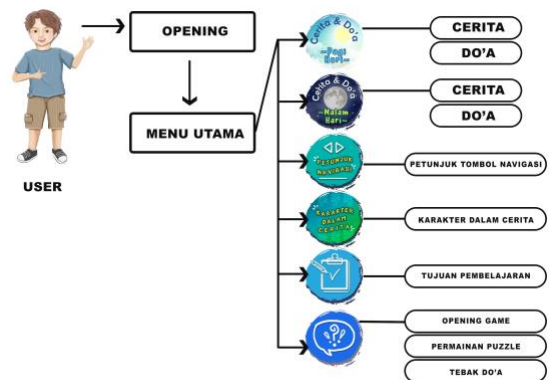 USER
OPENING
MENU UTAMA
Cerita & Do'a
~Pagi
Hari~
CERITA
DO'A
Cerita & Do'a
~Malam
Hari~
CERITA
DO'A
PETUNJUK
NAVIGASI
PETUNJUK TOMBOL NAVIGASI
KARAKTER
DALAM
CERITA
KARAKTER DALAM CERITA
TUJUAN PEMBELAJARAN
?!?
OPENING GAME
PERMAINAN PUZZLE
TEBAK DO'A